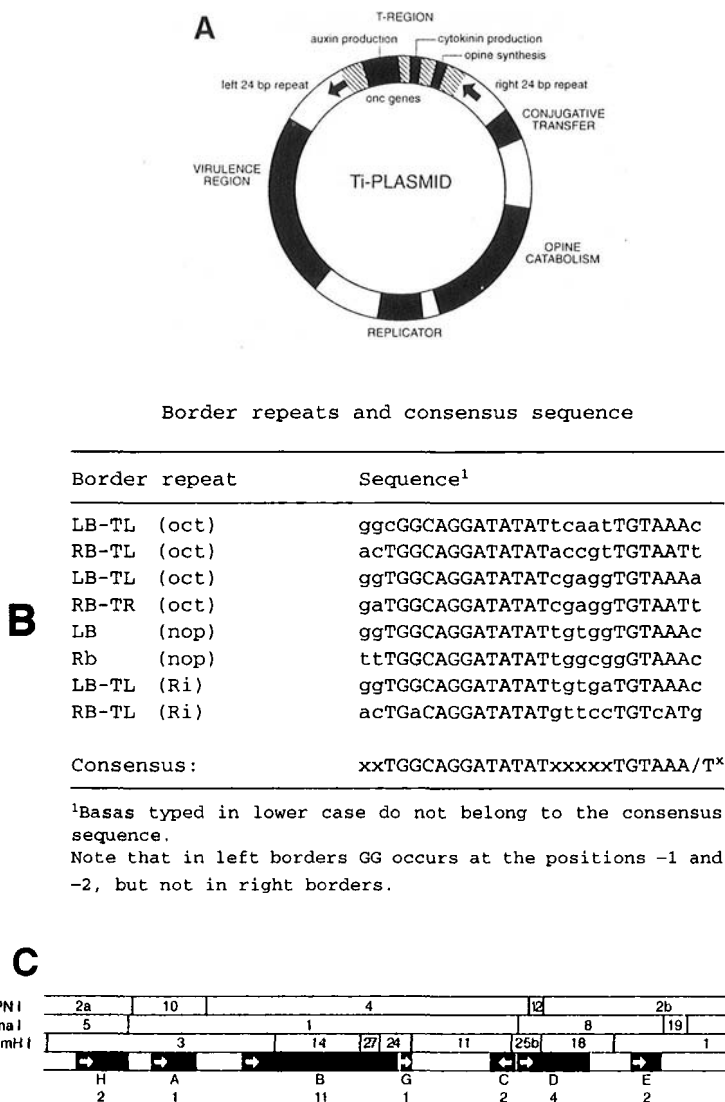 A
T-REGION
auxin production
cytokinin production
opine synthesis
left 24 bp repeat
right 24 bp repeat
onc genes
CONJUGATIVE
TRANSFER
VIRULENCE
REGION
Ti-PLASMID
OPINE
CATABOLISM
REPLICATOR
Border repeats and consensus sequence
Border repeat Sequence¹
B
LB-TL (oct) ggcGGCAGGATATATtcaatTGTAAAc
RB-TL (oct) acTGGCAGGATATATaccgtTGTAATt
LB-TL (oct) ggTGGCAGGATATATcgaggTGTAAAa
RB-TR (oct) gaTGGCAGGATATATcgaggTGTAATt
LB (nop) ggTGGCAGGATATATtgtggTGTAAAc
Rb (nop) ttTGGCAGGATATATtggcggGTAAAc
LB-TL (Ri) ggTGGCAGGATATATtgtgaTGTAAAc
RB-TL (Ri) acTGaCAGGATATATgttccTGTcATg
Consensus: xxTGGCAGGATATATxxxxxTGTAAA/Tˣ
¹Basas typed in lower case do not belong to the consensus
sequence.
Note that in left borders GG occurs at the positions −1 and
−2, but not in right borders.
C
PN I 2a 10 4 12 2b
na I 5 1 8 19
mH I 3 14 27 24 11 25b 18 1
H A B G C D E
2 1 11 1 2 4 2